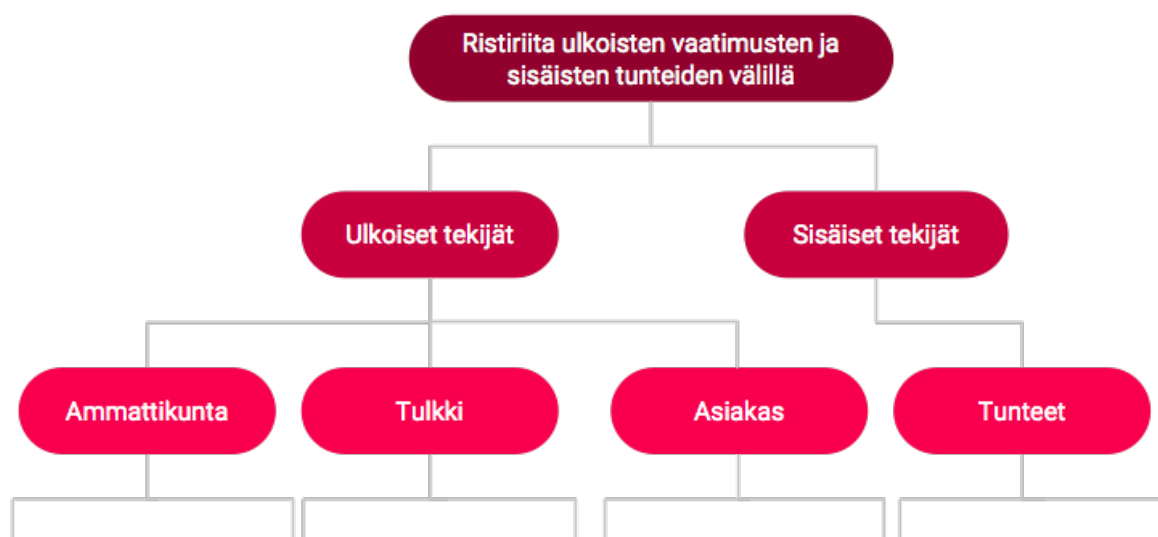 Ristiriita ulkoisten vaatimusten ja
sisäisten tunteiden välillä
Ulkoiset tekijät
Sisäiset tekijät
Ammattikunta
Tulkki
Asiakas
Tunteet